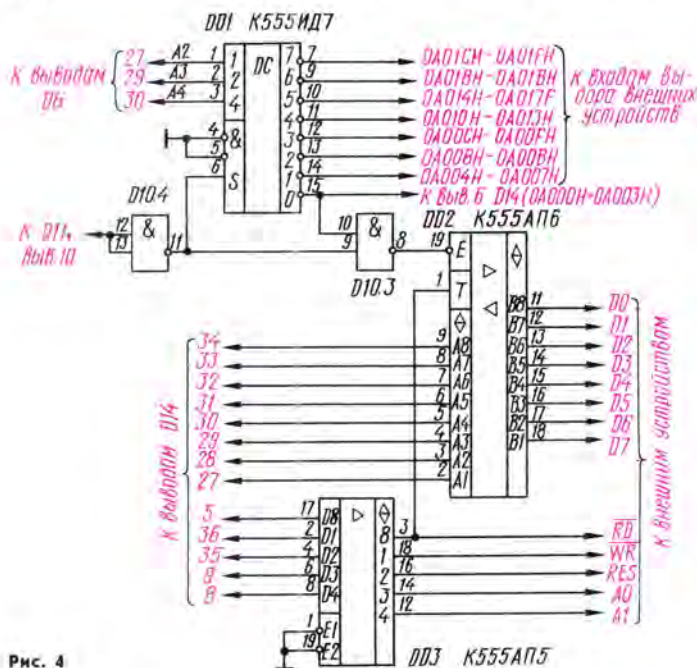 DD1 К555ИД7
К выводам D6
27 A2 1
29 A3 2
30 A4 3
1
2
4
DC
4 &
5
6 S
7 7
6 9
5 10
4 11
3 12
2 13
1 14
0 15
0A01CH-0A01FH
0A018H-0A01BH
0A014H-0A017F
0A010H-0A013H
0A00CH-0A00FH
0A008H-0A00BH
0A004H-0A007H
К выв. 6 D14 (0A000H-0A003H)
К входам выбора внешних устройств
D10.4
К D11, выв. 10
12
13
&
11
10
9
&
8
D10.3
DD2 К555АП6
19 E
1 T
34 9 A8
33 8 A7
32 7 A6
31 6 A5
30 5 A4
29 4 A3
28 3 A2
27 2 A1
B8 11 D0
B7 12 D1
B6 13 D2
B5 14 D3
B4 15 D4
B3 16 D5
B2 17 D6
B1 18 D7
К выводам D14
К внешним устройствам
5 17 D8
36 2 D1
35 4 D2
9 6 D3
8 8 D4
1 E1
19 E2
8 3 RD
1 18 WR
2 16 RES
3 14 A0
4 12 A1
DD3 К555АП5
Рис. 4